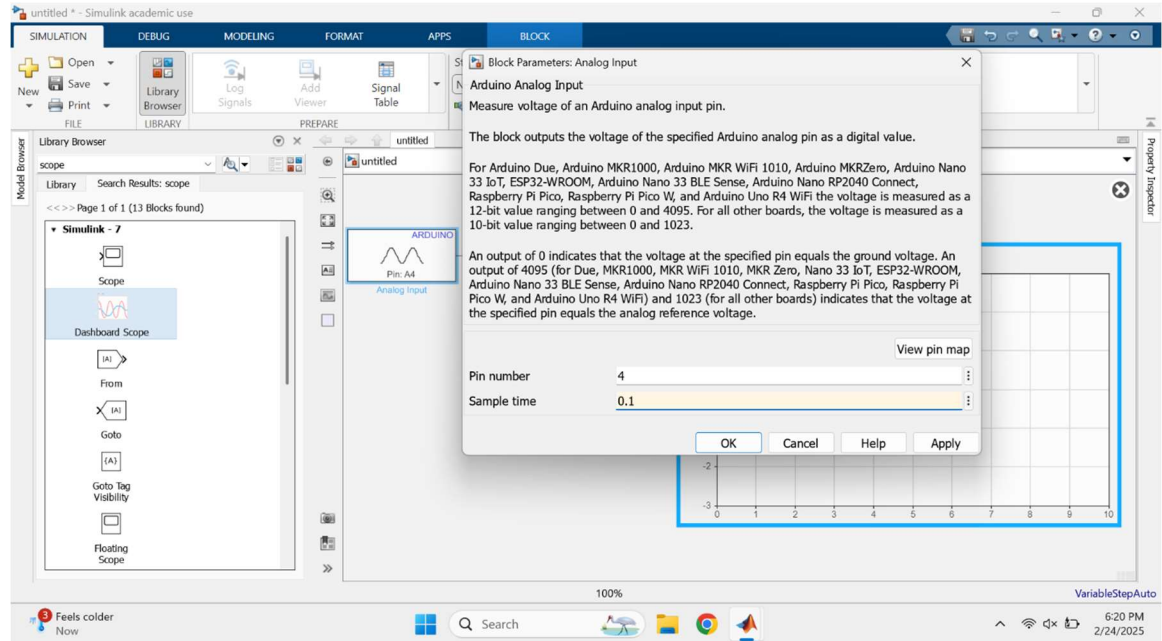 untitled * - Simulink academic use
SIMULATION DEBUG MODELING FORMAT APPS BLOCK
New
Open
Save
Print
FILE
Library
Browser
LIBRARY
Log
Signals
Add
Viewer
Signal
Table
PREPARE
Model Browser
Library Browser
scope
Library Search Results: scope
<< >> Page 1 of 1 (13 Blocks found)
Simulink - 7
Scope
Dashboard Scope
[A]
From
[A]
Goto
{A}
Goto Tag
Visibility
Floating
Scope
untitled
untitled
ARDUINO
Pin: A4
Analog Input
Block Parameters: Analog Input
Arduino Analog Input
Measure voltage of an Arduino analog input pin.
The block outputs the voltage of the specified Arduino analog pin as a digital value.
For Arduino Due, Arduino MKR1000, Arduino MKR WiFi 1010, Arduino MKRZero, Arduino Nano
33 IoT, ESP32-WROOM, Arduino Nano 33 BLE Sense, Arduino Nano RP2040 Connect,
Raspberry Pi Pico, Raspberry Pi Pico W, and Arduino Uno R4 WiFi the voltage is measured as a
12-bit value ranging between 0 and 4095. For all other boards, the voltage is measured as a
10-bit value ranging between 0 and 1023.
An output of 0 indicates that the voltage at the specified pin equals the ground voltage. An
output of 4095 (for Due, MKR1000, MKR WiFi 1010, MKR Zero, Nano 33 IoT, ESP32-WROOM,
Arduino Nano 33 BLE Sense, Arduino Nano RP2040 Connect, Raspberry Pi Pico, Raspberry Pi
Pico W, and Arduino Uno R4 WiFi) and 1023 (for all other boards) indicates that the voltage at
the specified pin equals the analog reference voltage.
View pin map
Pin number 4
Sample time 0.1
OK Cancel Help Apply
-2
-3
0 1 2 3 4 5 6 7 8 9 10
Property Inspector
100%
VariableStepAuto
3
Feels colder
Now
Search
6:20 PM
2/24/2025